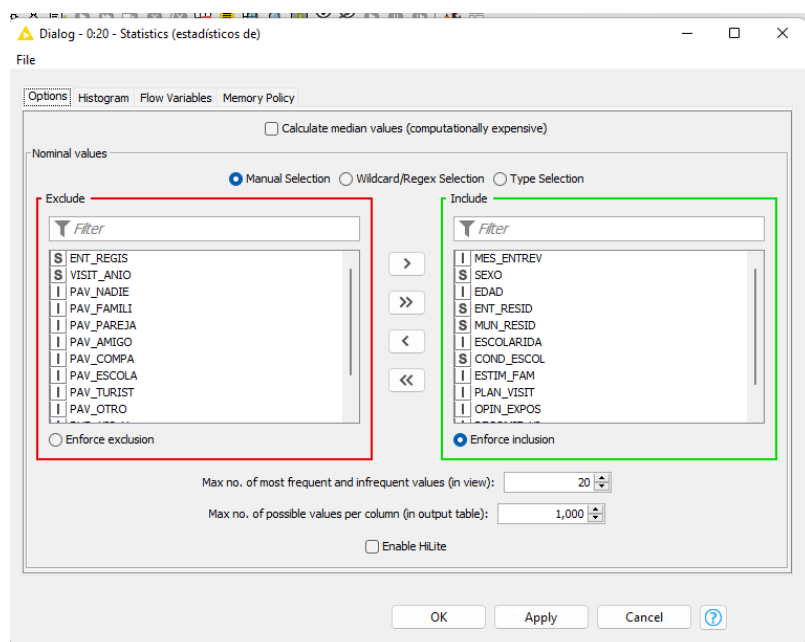 Dialog - 0:20 - Statistics (estadísticos de)
File
Options Histogram Flow Variables Memory Policy
Calculate median values (computationally expensive)
Nominal values
Manual Selection Wildcard/Regex Selection Type Selection
Exclude
Filter
S ENT_REGIS
S VISIT_ANIO
I PAV_NADIE
I PAV_FAMILI
I PAV_PAREJA
I PAV_AMIGO
I PAV_COMPA
I PAV_ESCOLA
I PAV_TURIST
I PAV_OTRO
Enforce exclusion
>
>>
<
<<
Include
Filter
I MES_ENTREV
S SEXO
I EDAD
S ENT_RESID
S MUN_RESID
I ESCOLARIDA
S COND_ESCOL
I ESTIM_FAM
I PLAN_VISIT
I OPIN_EXPOS
Enforce inclusion
Max no. of most frequent and infrequent values (in view): 20
Max no. of possible values per column (in output table): 1,000
Enable HiLite
OK Apply Cancel ?